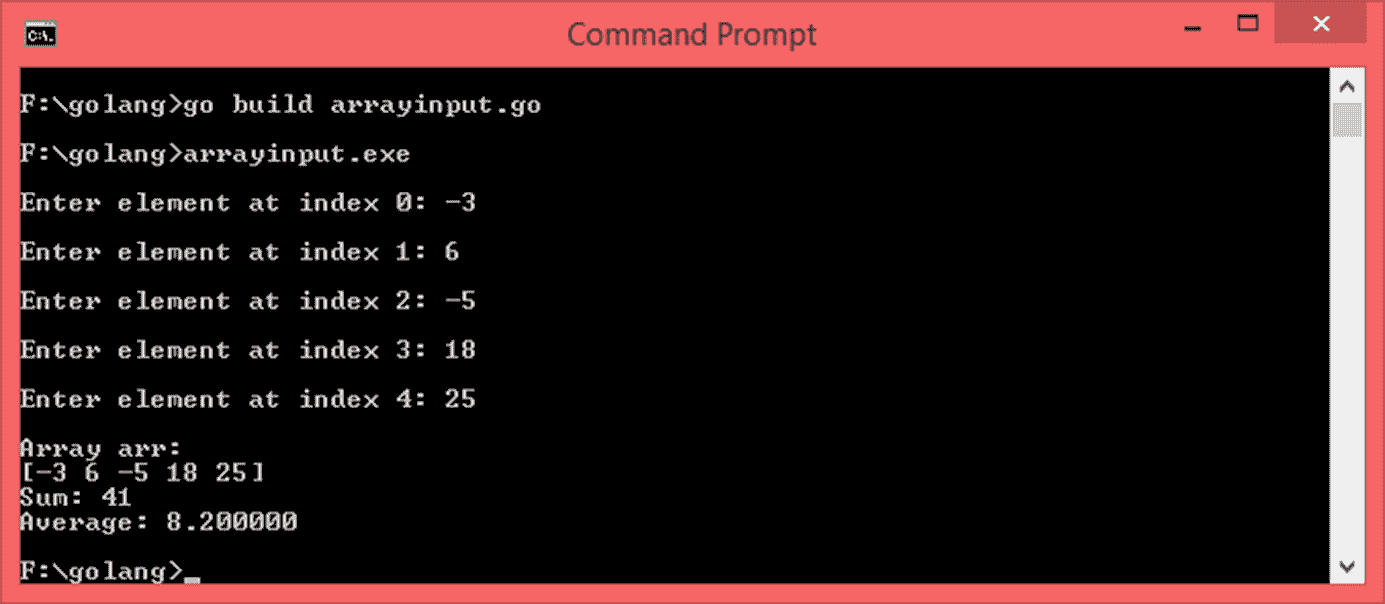 Command Prompt
F:\golang>go build arrayinput.go
F:\golang>arrayinput.exe
Enter element at index 0: -3
Enter element at index 1: 6
Enter element at index 2: -5
Enter element at index 3: 18
Enter element at index 4: 25
Array arr:
[-3 6 -5 18 25]
Sum: 41
Average: 8.200000
F:\golang>_